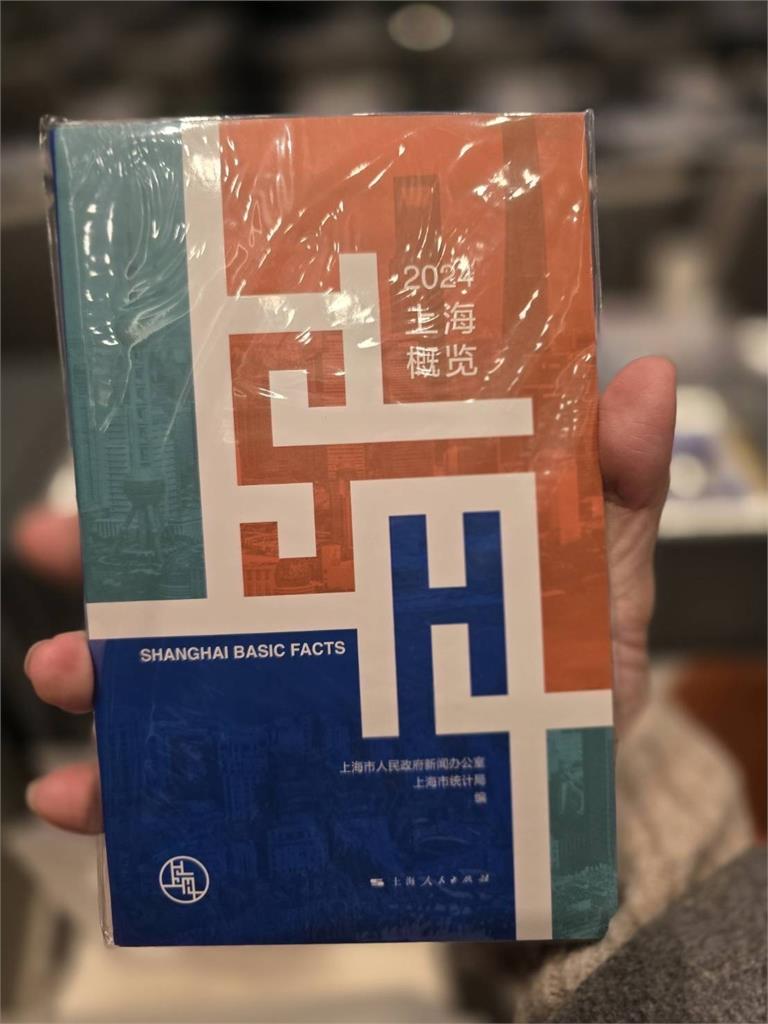 2024
上海
概览
SHANGHAI BASIC FACTS
上海市人民政府新闻办公室
上海市统计局
编
上海人民出版社